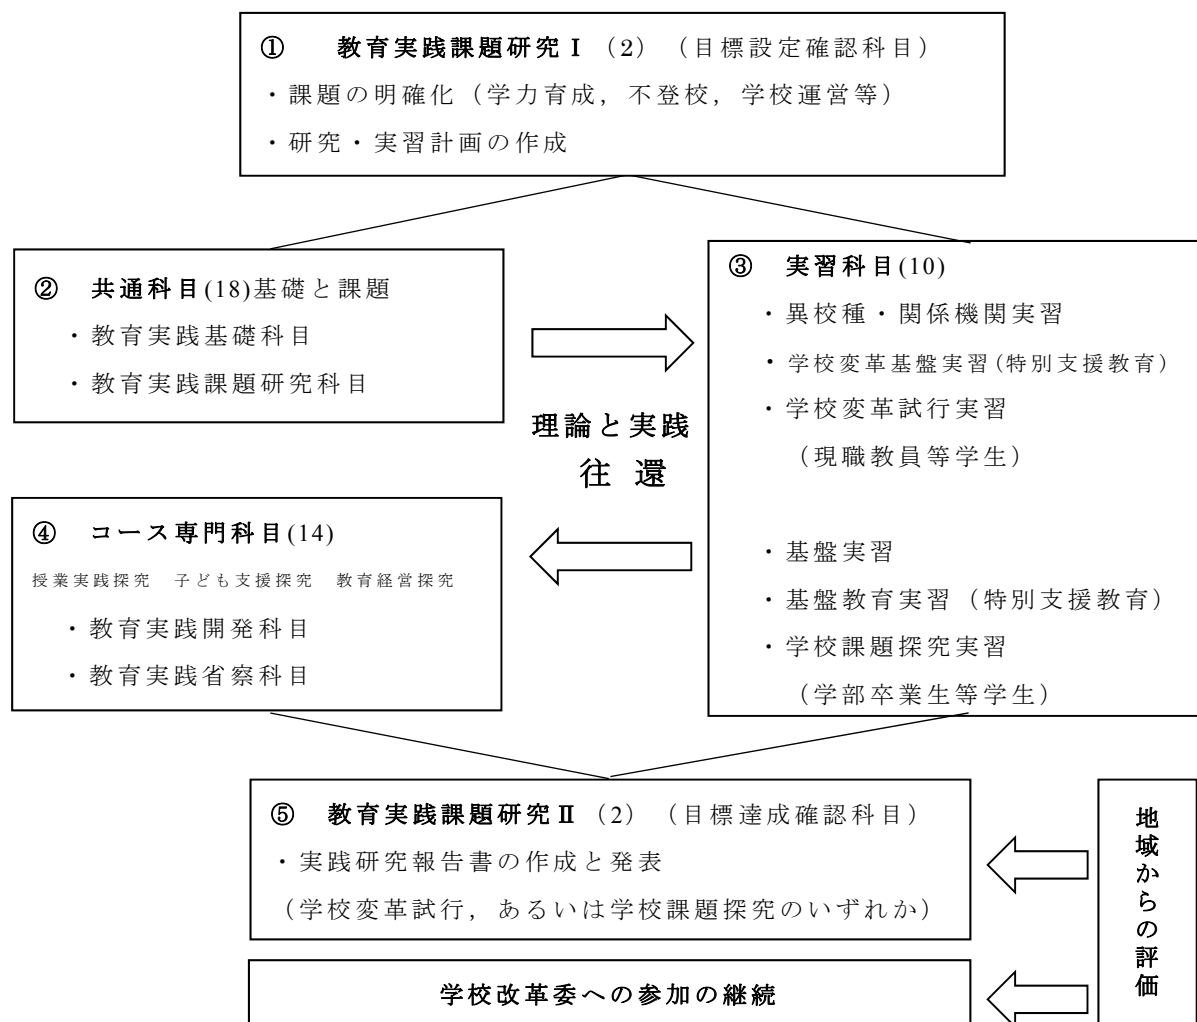 ① 教育実践課題研究Ⅰ（2）（目標設定確認科目）
・課題の明確化（学力育成，不登校，学校運営等）
・研究・実習計画の作成
② 共通科目(18)基礎と課題
・教育実践基礎科目
・教育実践課題研究科目
③ 実習科目(10)
・異校種・関係機関実習
・学校変革基盤実習(特別支援教育)
・学校変革試行実習
（現職教員等学生）
・基盤実習
・基盤教育実習（特別支援教育）
・学校課題探究実習
（学部卒業生等学生）
理論と実践
往 還
④ コース専門科目(14)
授業実践探究 子ども支援探究 教育経営探究
・教育実践開発科目
・教育実践省察科目
⑤ 教育実践課題研究Ⅱ（2）（目標達成確認科目）
・実践研究報告書の作成と発表
（学校変革試行，あるいは学校課題探究のいずれか）
地域からの評価
学校改革委への参加の継続